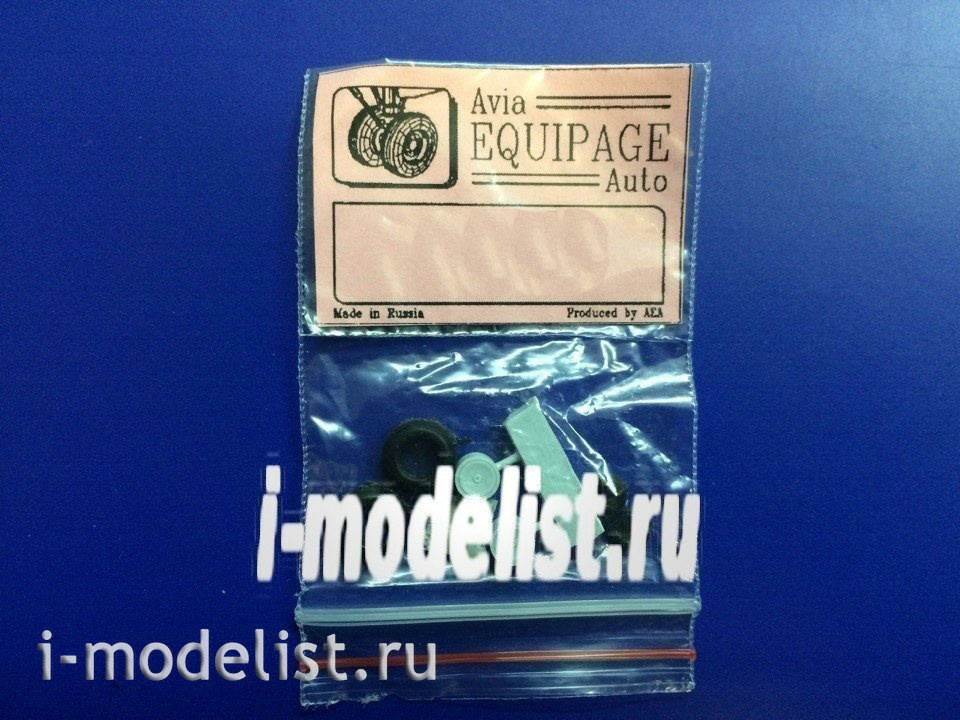 Avia
EQUIPAGE
Auto
Made in Russia
Produced by AEA
i-modelist.ru
i-modelist.ru